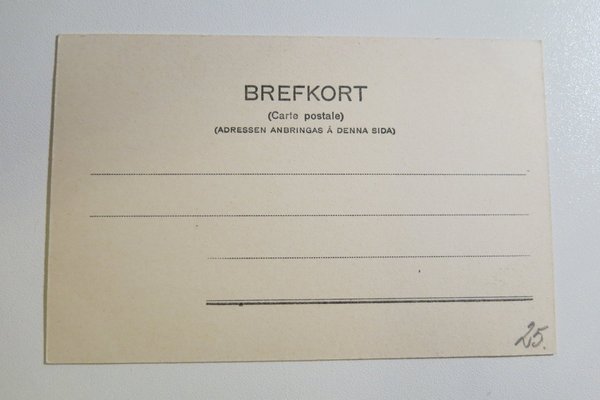 BREFKORT
(Carte postale)
(ADRESSEN ANBRINGAS Å DENNA SIDA)
25.